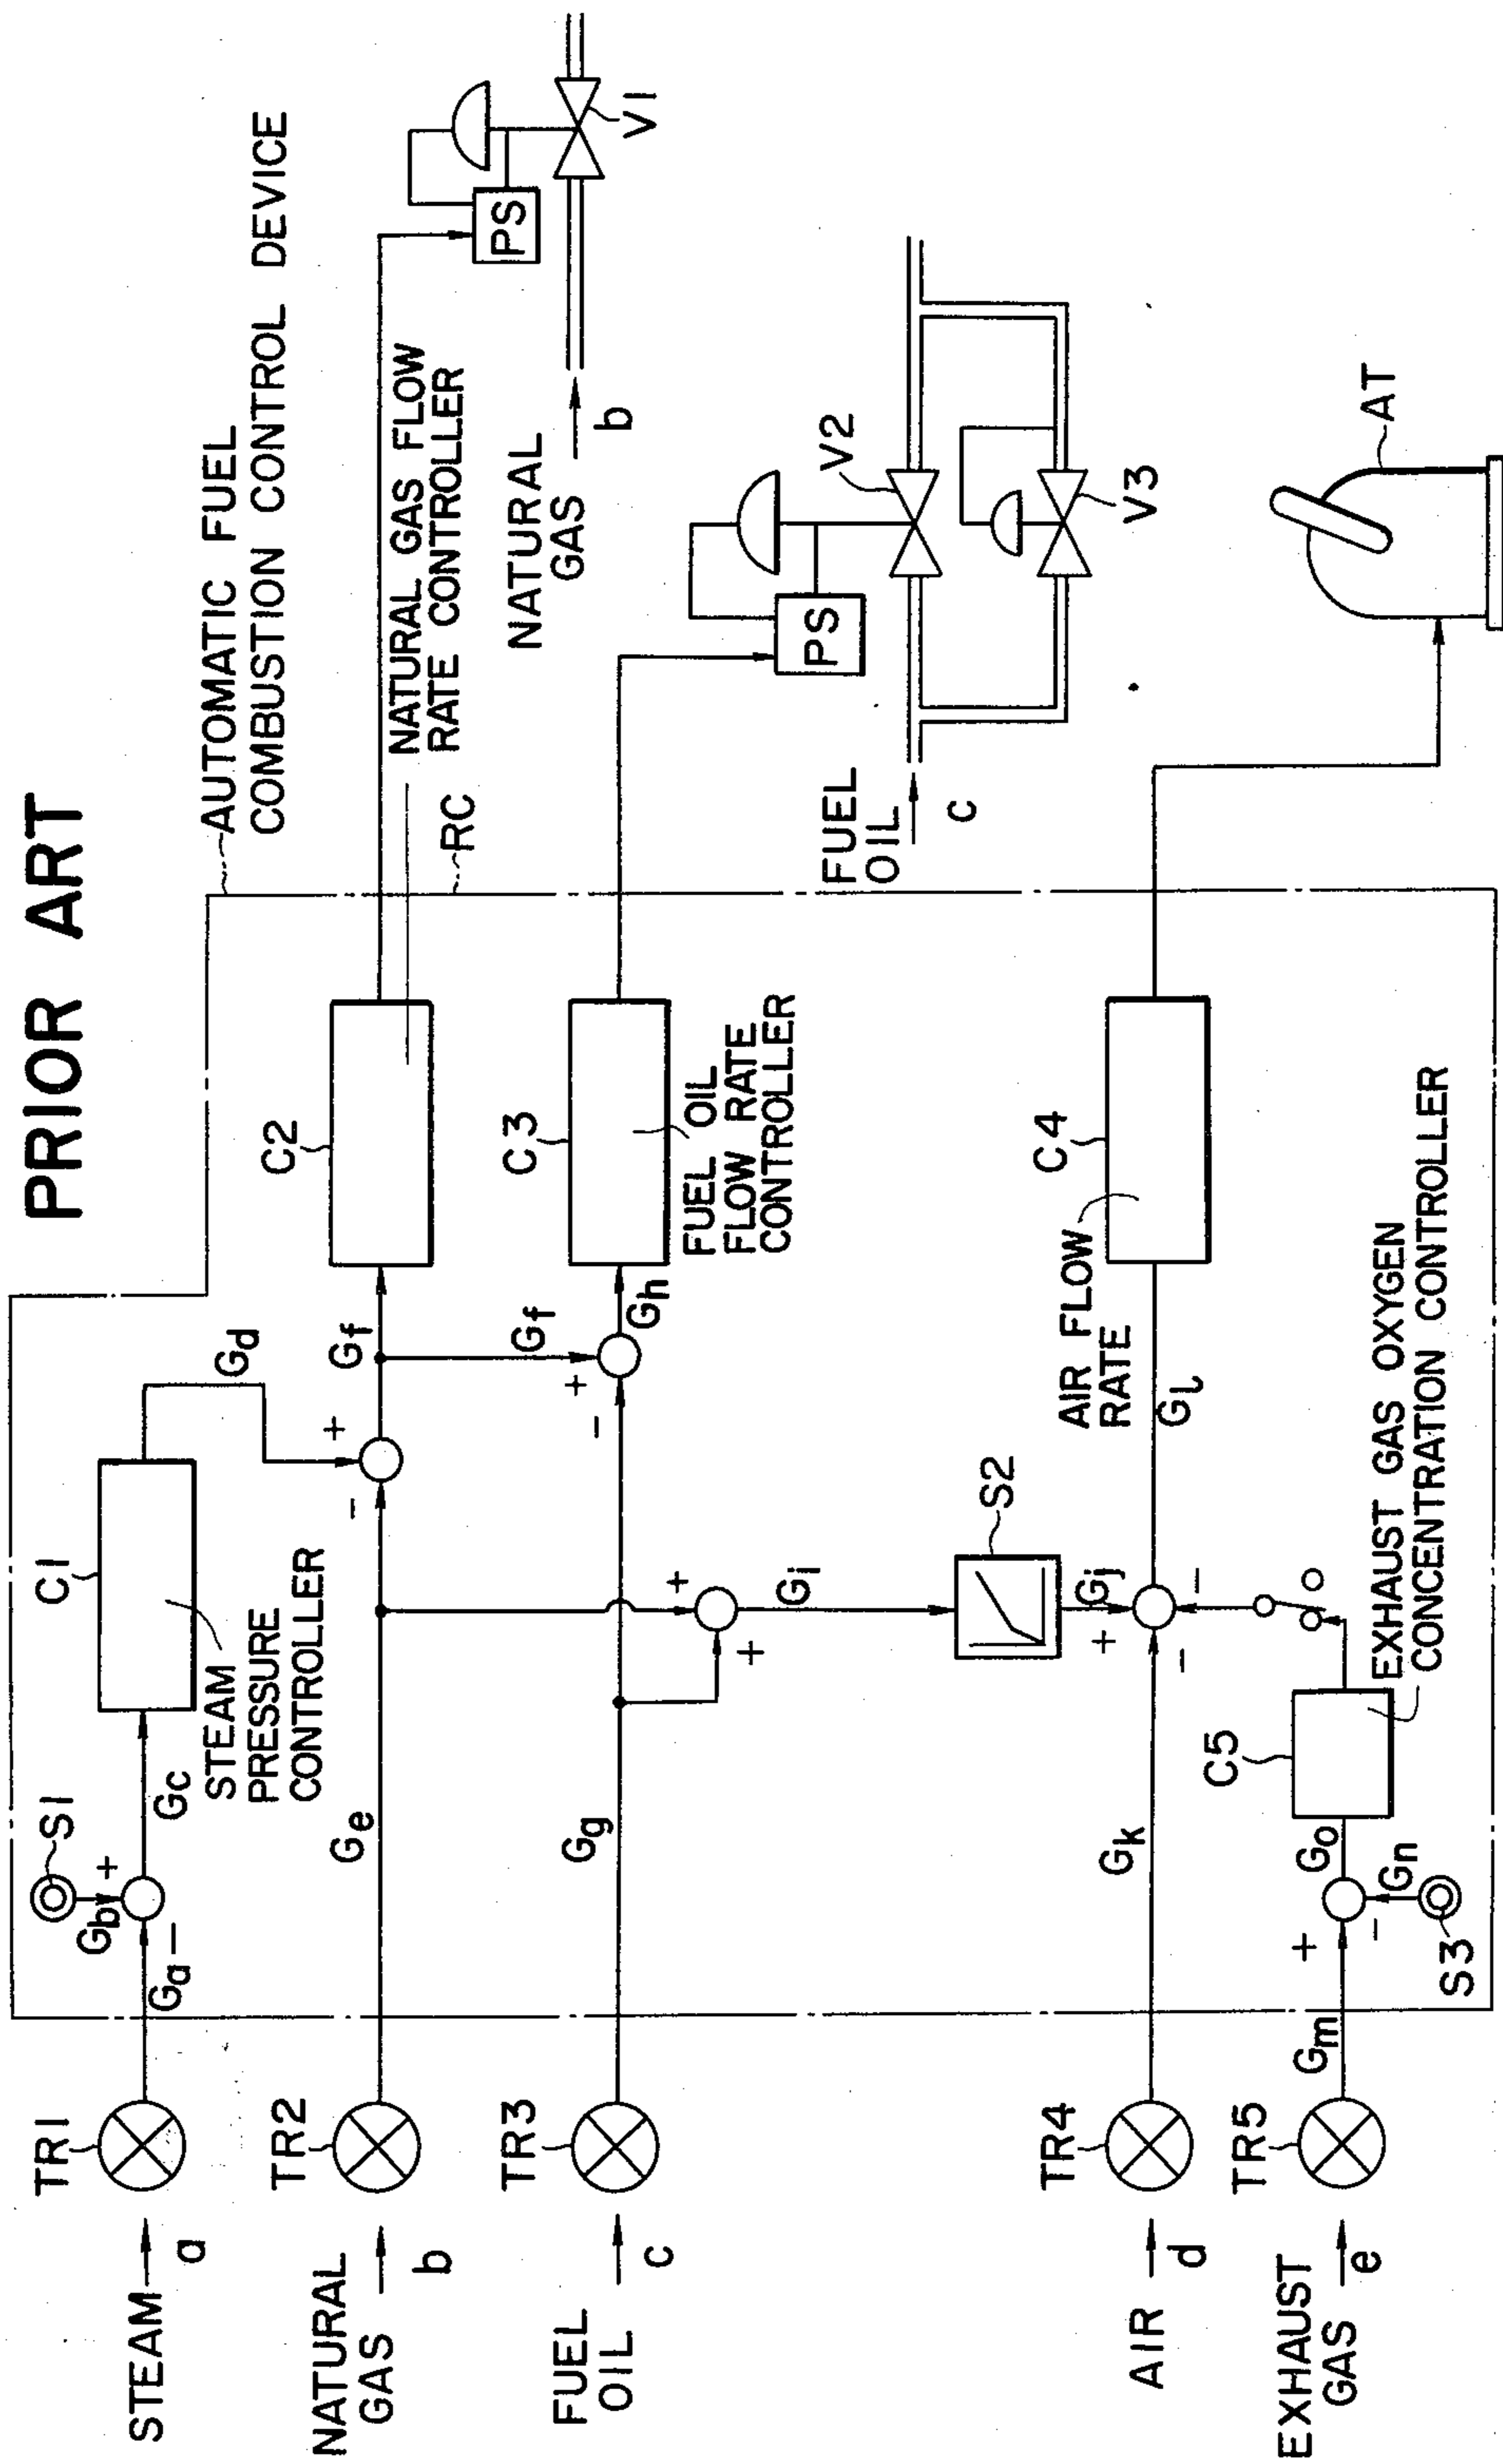 PRIOR ART
AUTOMATIC FUEL
COMBUSTION CONTROL DEVICE
RC
STEAM
a
TR1
Ga
−
Gb
+
S1
Gc
C1
STEAM
PRESSURE
CONTROLLER
Gd
+
−
NATURAL
GAS
b
TR2
Ge
Gf
C2
NATURAL GAS FLOW
RATE CONTROLLER
PS
V1
NATURAL
GAS
b
FUEL
OIL
c
TR3
Gg
Gf
+
−
Gh
C3
FUEL OIL
FLOW RATE
CONTROLLER
PS
V2
V3
FUEL
OIL
c
+
+
Gi
S2
Gj
AIR
d
TR4
Gk
+
−
−
Gl
AIR FLOW
RATE
C4
AT
EXHAUST
GAS
e
TR5
Gm
+
−
Gn
S3
Go
C5
EXHAUST GAS OXYGEN
CONCENTRATION CONTROLLER